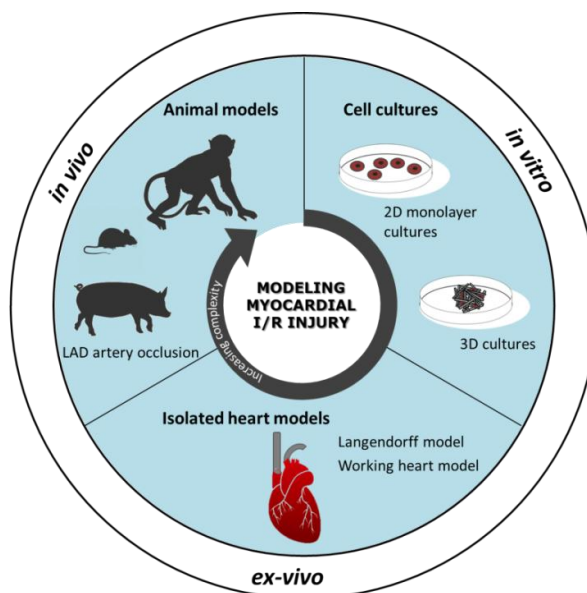 Animal models
Cell cultures
in vivo
in vitro
2D monolayer
cultures
MODELING
MYOCARDIAL
I/R INJURY
Increasing complexity
LAD artery occlusion
3D cultures
Isolated heart models
Langendorff model
Working heart model
ex-vivo